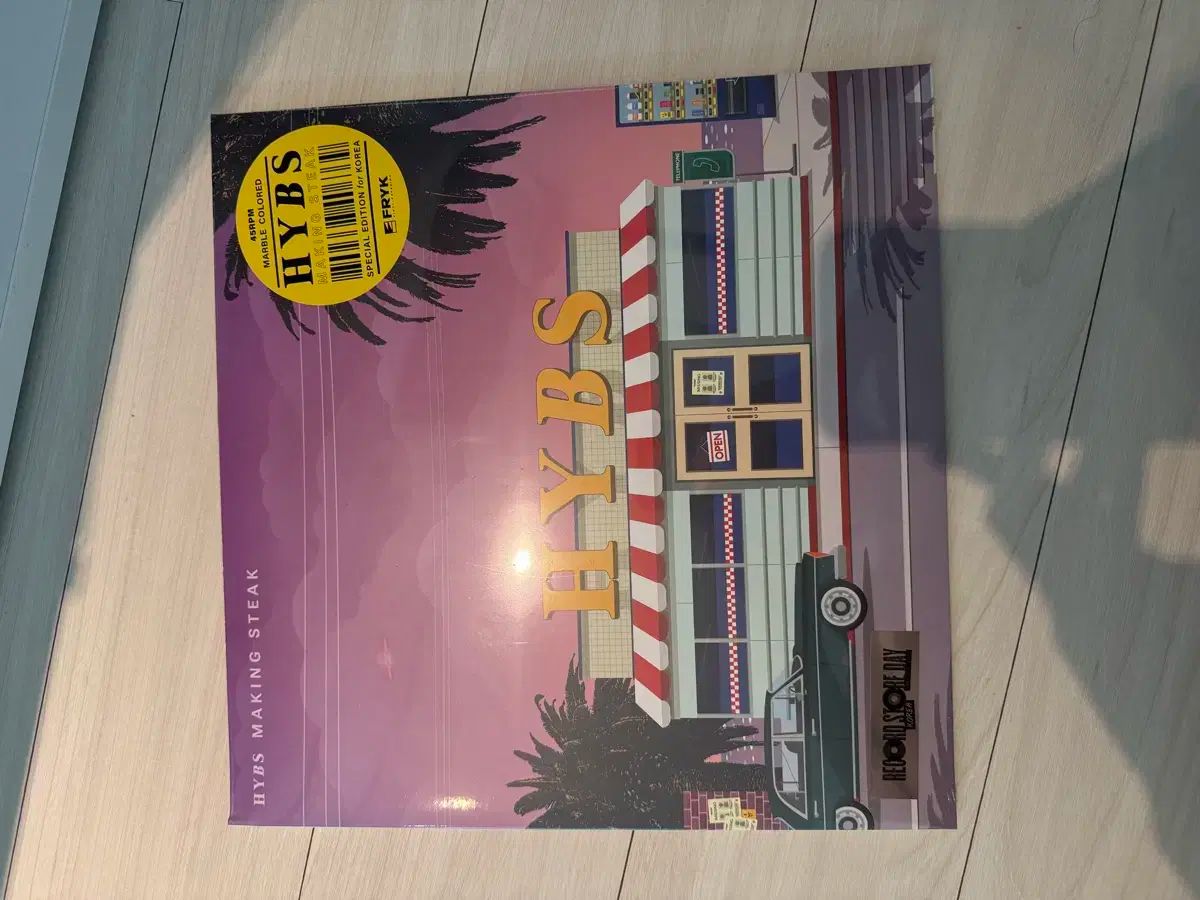 HYBS MAKING STEAK
45RPM
MARBLE COLORED
HYBS
MAKING STEAK
SPECIAL EDITION for KOREA
FRYK
HYBS
TELEPHONE
OPEN
RECORD STORE DAY
KOREA